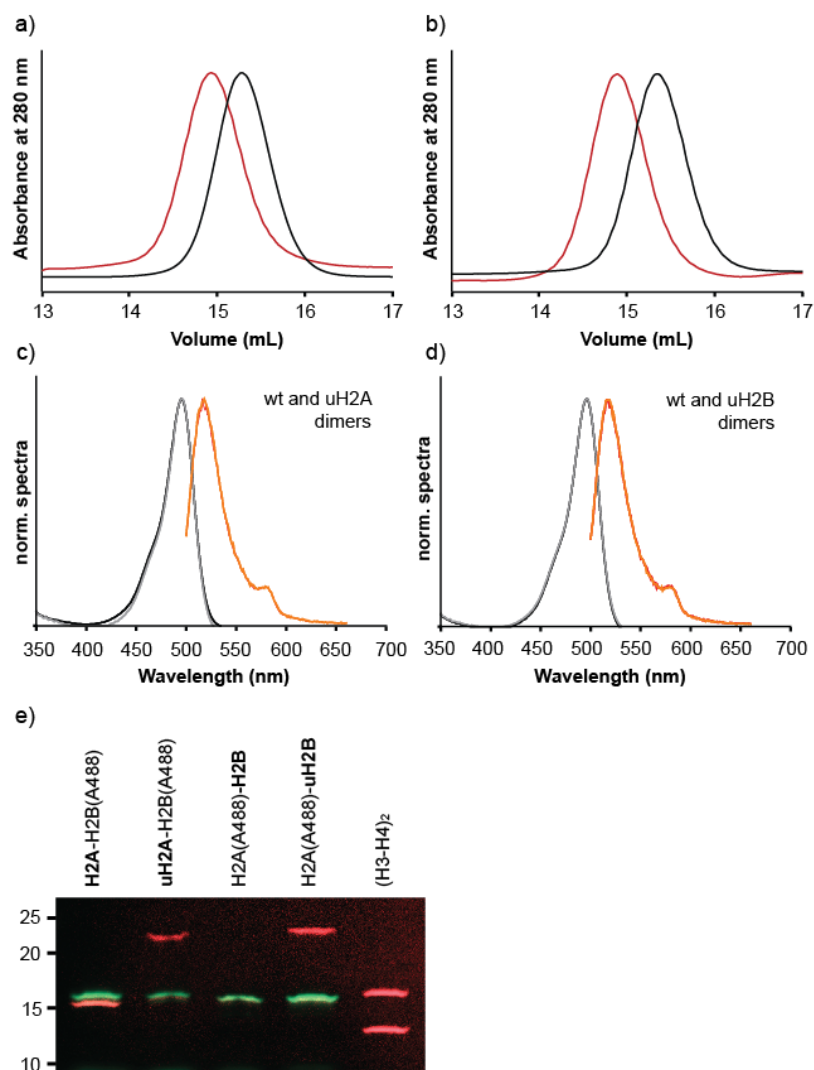 a)
b)
Absorbance at 280 nm
13 14 15 16 17
Volume (mL)
Absorbance at 280 nm
13 14 15 16 17
Volume (mL)
c)
d)
norm. spectra
wt and uH2A
dimers
350 400 450 500 550 600 650 700
Wavelength (nm)
norm. spectra
wt and uH2B
dimers
350 400 450 500 550 600 650 700
Wavelength (nm)
e)
H2A-H2B(A488)
uH2A-H2B(A488)
H2A(A488)-H2B
H2A(A488)-uH2B
(H3-H4)₂
25
20
15
10